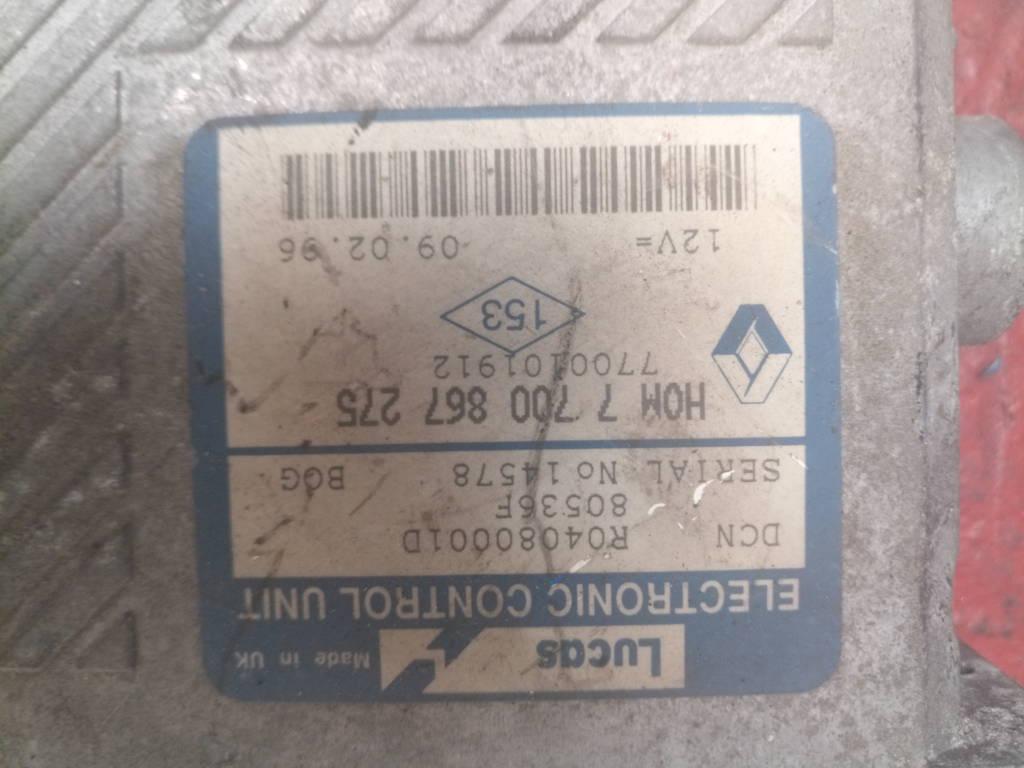 Lucas Made in UK
ELECTRONIC CONTROL UNIT
DCN R04080001D
80536F
SERIAL No 14578 BGG
HOM 7 700 867 275
7700101912
153
12V= 09.02.96